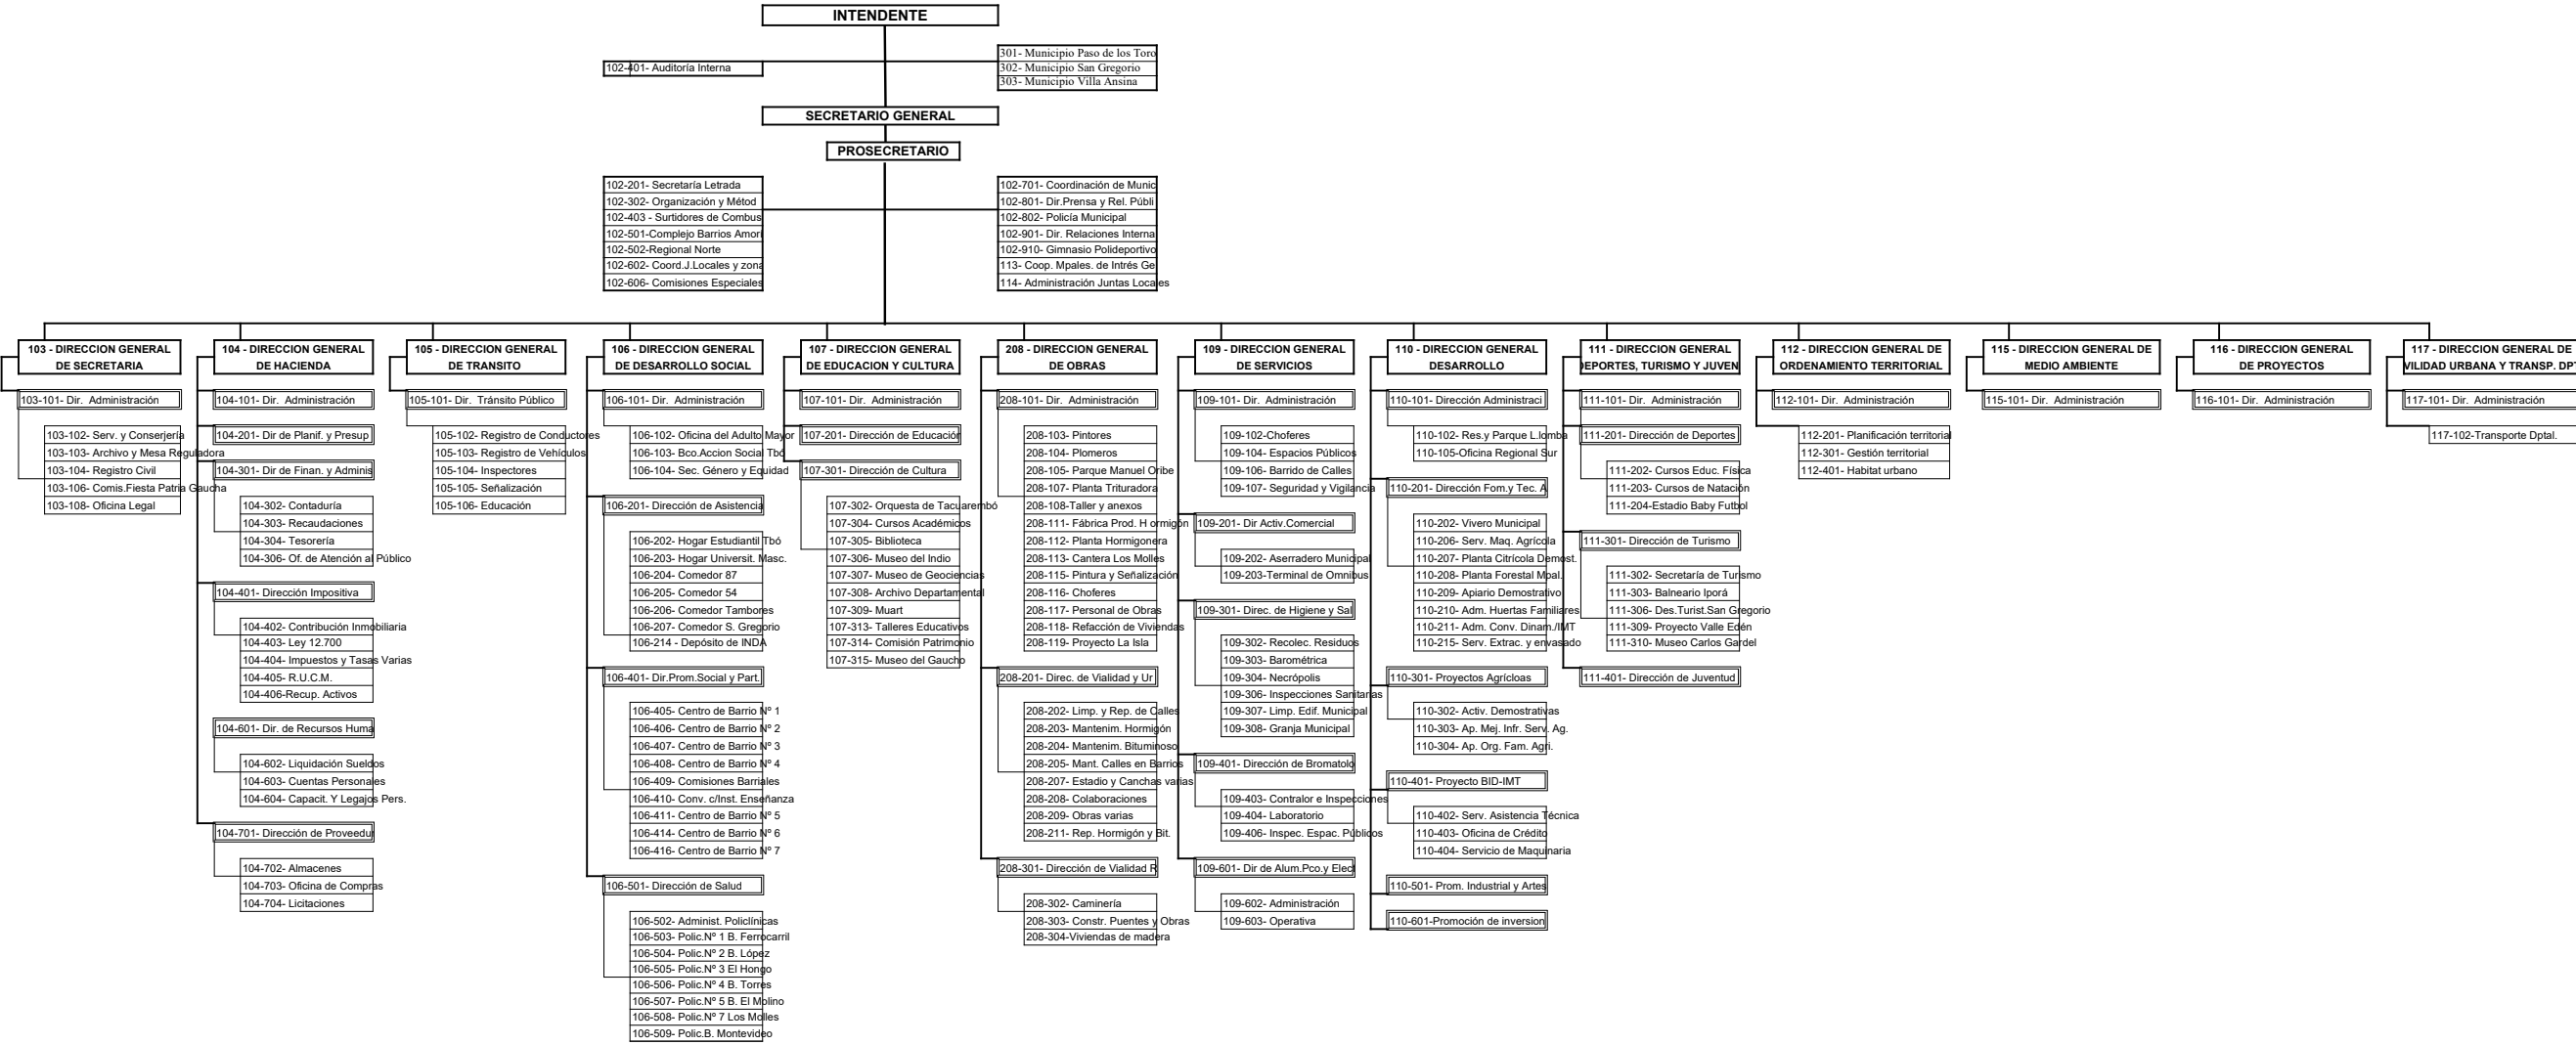 INTENDENTE
102-401- Auditoría Interna
301- Municipio Paso de los Toro
302- Municipio San Gregorio
303- Municipio Villa Ansina
SECRETARIO GENERAL
PROSECRETARIO
102-201- Secretaría Letrada
102-302- Organización y Métod
102-403 - Surtidores de Combus
102-501-Complejo Barrios Amori
102-502-Regional Norte
102-602- Coord.J.Locales y zona
102-606- Comisiones Especiales
102-701- Coordinación de Munic
102-801- Dir.Prensa y Rel. Públi
102-802- Policía Municipal
102-901- Dir. Relaciones Interna
102-910- Gimnasio Polideportivo
113- Coop. Mpales. de Intrés Ge
114- Administración Juntas Locales
103 - DIRECCION GENERAL
DE SECRETARIA
103-101- Dir. Administración
103-102- Serv. y Conserjería
103-103- Archivo y Mesa Reguladora
103-104- Registro Civil
103-106- Comis.Fiesta Patria Gaucha
103-108- Oficina Legal
104 - DIRECCION GENERAL
DE HACIENDA
104-101- Dir. Administración
104-201- Dir de Planif. y Presup
104-301- Dir de Finan. y Adminis
104-302- Contaduría
104-303- Recaudaciones
104-304- Tesorería
104-306- Of. de Atención al Público
104-401- Dirección Impositiva
104-402- Contribución Inmobiliaria
104-403- Ley 12.700
104-404- Impuestos y Tasas Varias
104-405- R.U.C.M.
104-406-Recup. Activos
104-601- Dir. de Recursos Huma
104-602- Liquidación Sueldos
104-603- Cuentas Personales
104-604- Capacit. Y Legajos Pers.
104-701- Dirección de Proveedu
104-702- Almacenes
104-703- Oficina de Compras
104-704- Licitaciones
105 - DIRECCION GENERAL
DE TRANSITO
105-101- Dir. Tránsito Público
105-102- Registro de Conductores
105-103- Registro de Vehículos
105-104- Inspectores
105-105- Señalización
105-106- Educación
106 - DIRECCION GENERAL
DE DESARROLLO SOCIAL
106-101- Dir. Administración
106-102- Oficina del Adulto Mayor
106-103- Bco.Accion Social Tbó
106-104- Sec. Género y Equidad
106-201- Dirección de Asistencia
106-202- Hogar Estudiantil Tbó
106-203- Hogar Universit. Masc.
106-204- Comedor 87
106-205- Comedor 54
106-206- Comedor Tambores
106-207- Comedor S. Gregorio
106-214 - Depósito de INDA
106-401- Dir.Prom.Social y Part.
106-405- Centro de Barrio Nº 1
106-406- Centro de Barrio Nº 2
106-407- Centro de Barrio Nº 3
106-408- Centro de Barrio Nº 4
106-409- Comisiones Barriales
106-410- Conv. c/Inst. Enseñanza
106-411- Centro de Barrio Nº 5
106-414- Centro de Barrio Nº 6
106-416- Centro de Barrio Nº 7
106-501- Dirección de Salud
106-502- Administ. Policlínicas
106-503- Polic.Nº 1 B. Ferrocarril
106-504- Polic.Nº 2 B. López
106-505- Polic.Nº 3 El Hongo
106-506- Polic.Nº 4 B. Torres
106-507- Polic.Nº 5 B. El Molino
106-508- Polic.Nº 7 Los Molles
106-509- Polic.B. Montevideo
107 - DIRECCION GENERAL
DE EDUCACION Y CULTURA
107-101- Dir. Administración
107-201- Dirección de Educación
107-301- Dirección de Cultura
107-302- Orquesta de Tacuarembó
107-304- Cursos Académicos
107-305- Biblioteca
107-306- Museo del Indio
107-307- Museo de Geociencias
107-308- Archivo Departamental
107-309- Muart
107-313- Talleres Educativos
107-314- Comisión Patrimonio
107-315- Museo del Gaucho
208 - DIRECCION GENERAL
DE OBRAS
208-101- Dir. Administración
208-103- Pintores
208-104- Plomeros
208-105- Parque Manuel Oribe
208-107- Planta Trituradora
208-108-Taller y anexos
208-111- Fábrica Prod. H ormigón
208-112- Planta Hormigonera
208-113- Cantera Los Molles
208-115- Pintura y Señalización
208-116- Choferes
208-117- Personal de Obras
208-118- Refacción de Viviendas
208-119- Proyecto La Isla
208-201- Direc. de Vialidad y Ur
208-202- Limp. y Rep. de Calles
208-203- Mantenim. Hormigón
208-204- Mantenim. Bituminoso
208-205- Mant. Calles en Barrios
208-207- Estadio y Canchas varias
208-208- Colaboraciones
208-209- Obras varias
208-211- Rep. Hormigón y Bit.
208-301- Dirección de Vialidad R
208-302- Caminería
208-303- Constr. Puentes y Obras
208-304-Viviendas de madera
109 - DIRECCION GENERAL
DE SERVICIOS
109-101- Dir. Administración
109-102-Choferes
109-104- Espacios Públicos
109-106- Barrido de Calles
109-107- Seguridad y Vigilancia
109-201- Dir Activ.Comercial
109-202- Aserradero Municipal
109-203-Terminal de Omnibus
109-301- Direc. de Higiene y Sal
109-302- Recolec. Residuos
109-303- Barométrica
109-304- Necrópolis
109-306- Inspecciones Sanitarias
109-307- Limp. Edif. Municipal
109-308- Granja Municipal
109-401- Dirección de Bromatolo
109-403- Contralor e Inspecciones
109-404- Laboratorio
109-406- Inspec. Espac. Públicos
109-601- Dir de Alum.Pco.y Elect
109-602- Administración
109-603- Operativa
110 - DIRECCION GENERAL
DESARROLLO
110-101- Dirección Administraci
110-102- Res.y Parque L.lomba
110-105-Oficina Regional Sur
110-201- Dirección Fom.y Tec. A
110-202- Vivero Municipal
110-206- Serv. Maq. Agrícola
110-207- Planta Citrícola Demost.
110-208- Planta Forestal Mpal.
110-209- Apiario Demostrativo
110-210- Adm. Huertas Familiares
110-211- Adm. Conv. Dinam./IMT
110-215- Serv. Extrac. y envasado
110-301- Proyectos Agrícloas
110-302- Activ. Demostrativas
110-303- Ap. Mej. Infr. Serv. Ag.
110-304- Ap. Org. Fam. Agri.
110-401- Proyecto BID-IMT
110-402- Serv. Asistencia Técnica
110-403- Oficina de Crédito
110-404- Servicio de Maquinaria
110-501- Prom. Industrial y Artes
110-601-Promoción de inversion
111 - DIRECCION GENERAL
DEPORTES, TURISMO Y JUVEN
111-101- Dir. Administración
111-201- Dirección de Deportes
111-202- Cursos Educ. Física
111-203- Cursos de Natación
111-204-Estadio Baby Futbol
111-301- Dirección de Turismo
111-302- Secretaría de Turismo
111-303- Balneario Iporá
111-306- Des.Turist.San Gregorio
111-309- Proyecto Valle Edén
111-310- Museo Carlos Gardel
111-401- Dirección de Juventud
112 - DIRECCION GENERAL DE
ORDENAMIENTO TERRITORIAL
112-101- Dir. Administración
112-201- Planificación territorial
112-301- Gestión territorial
112-401- Habitat urbano
115 - DIRECCION GENERAL DE
MEDIO AMBIENTE
115-101- Dir. Administración
116 - DIRECCION GENERAL
DE PROYECTOS
116-101- Dir. Administración
117 - DIRECCION GENERAL DE
VILIDAD URBANA Y TRANSP. DPT
117-101- Dir. Administración
117-102-Transporte Dptal.